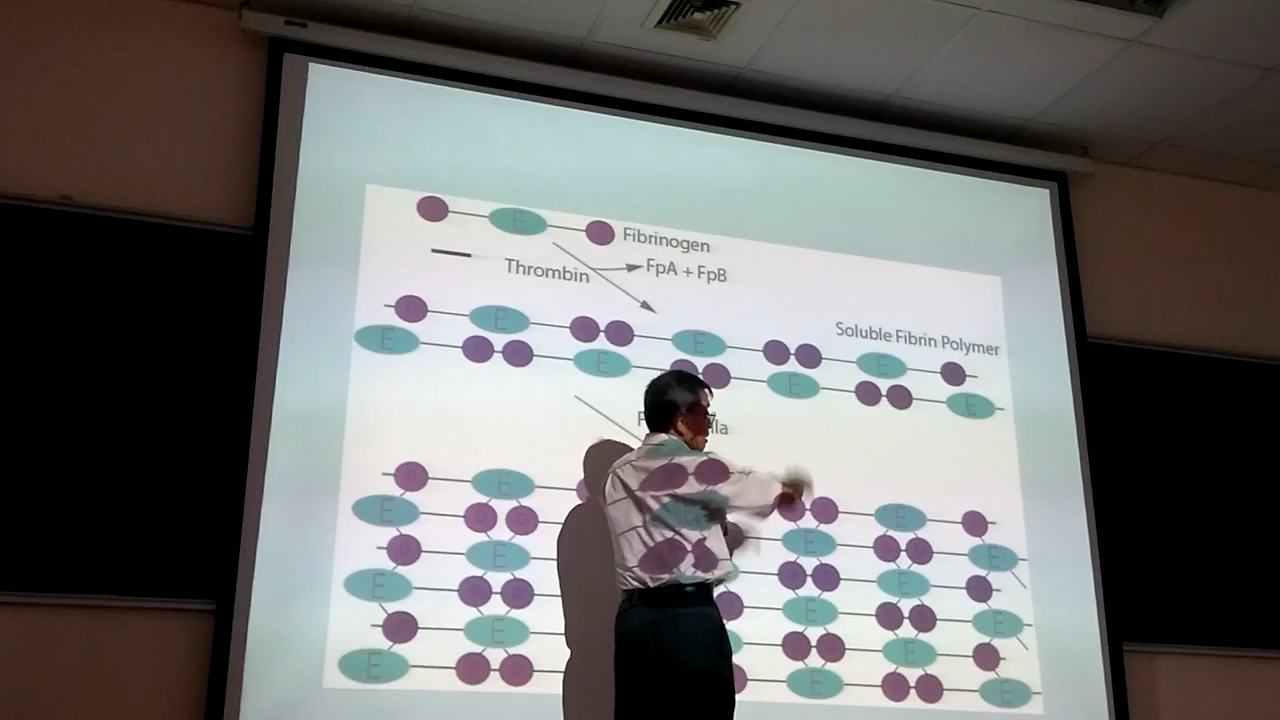 E Fibrinogen
Thrombin FpA + FpB
Soluble Fibrin Polymer
E E E
E E E E
E E
E E
E E
E E
E E
E E E